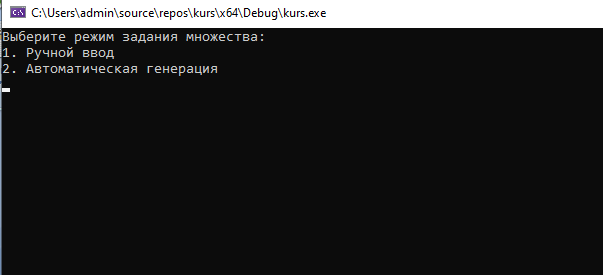 C:\Users\admin\source\repos\kurs\x64\Debug\kurs.exe
Выберите режим задания множества:
1. Ручной ввод
2. Автоматическая генерация